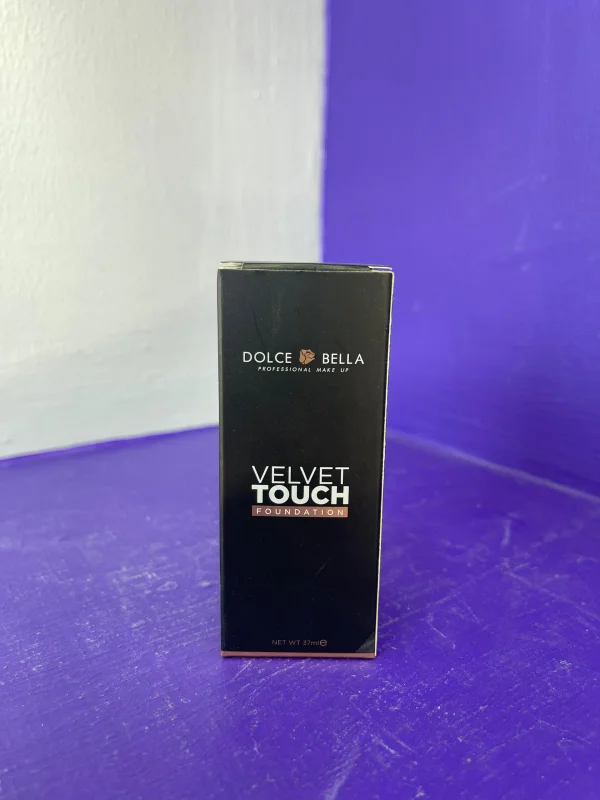 DOLCE BELLA
PROFESSIONAL MAKE UP
VELVET
TOUCH
FOUNDATION
NET WT 37ml℮